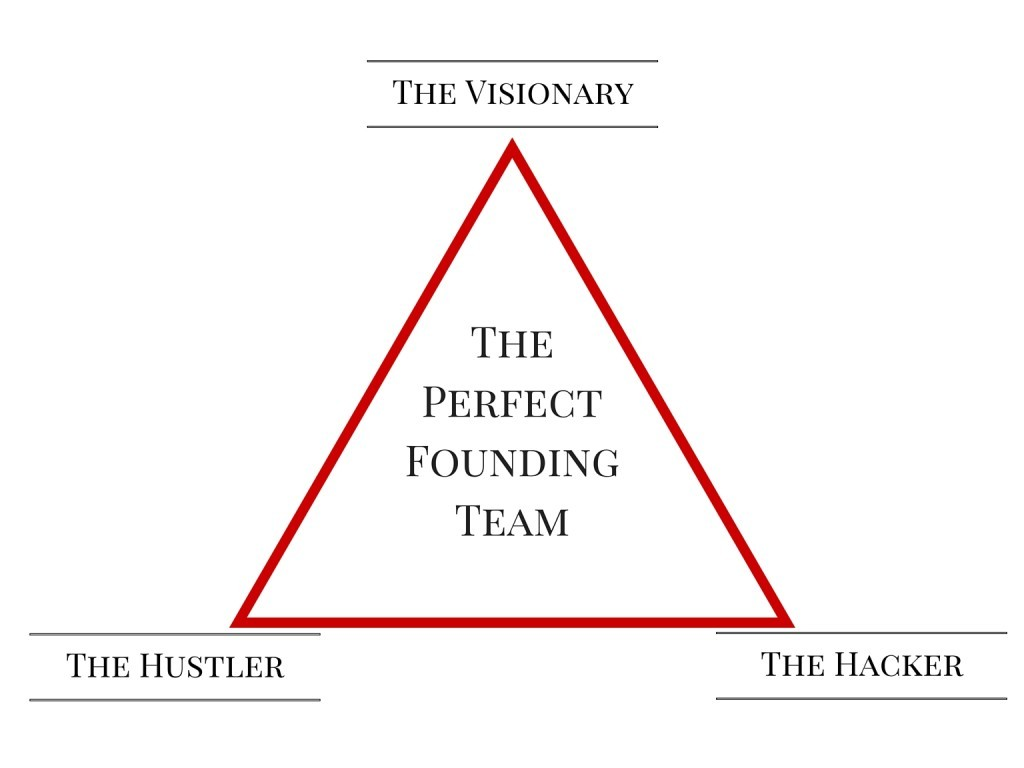 The Visionary
The
Perfect
Founding
Team
The Hustler
The Hacker